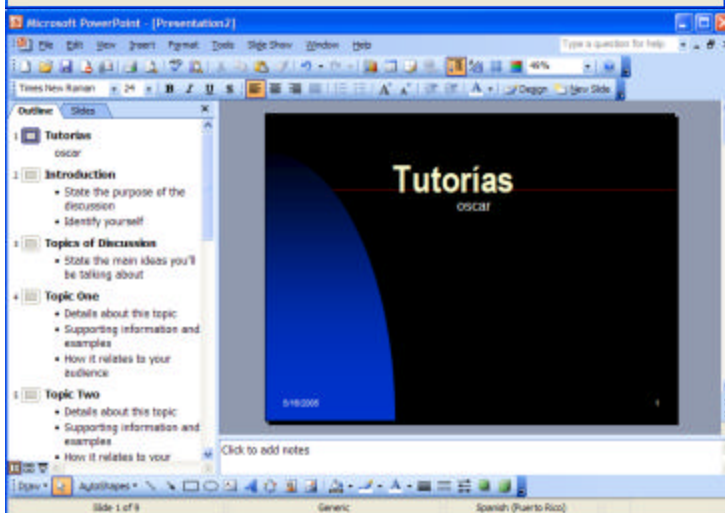 Microsoft PowerPoint - [Presentation2]
File Edit View Insert Format Tools Slide Show Window Help
Type a question for help
46%
Times New Roman 24 B I U S A A A Design New Slide
Outline Slides
1 Tutorias
oscar
2 Introduction
• State the purpose of the
discussion
• Identify yourself
3 Topics of Discussion
• State the main ideas you'll
be talking about
4 Topic One
• Details about this topic
• Supporting information and
examples
• How it relates to your
audience
5 Topic Two
• Details about this topic
• Supporting information and
examples
• How it relates to your
Tutorías
oscar
Click to add notes
Draw AutoShapes
Slide 1 of 9 Generic Spanish (Puerto Rico)